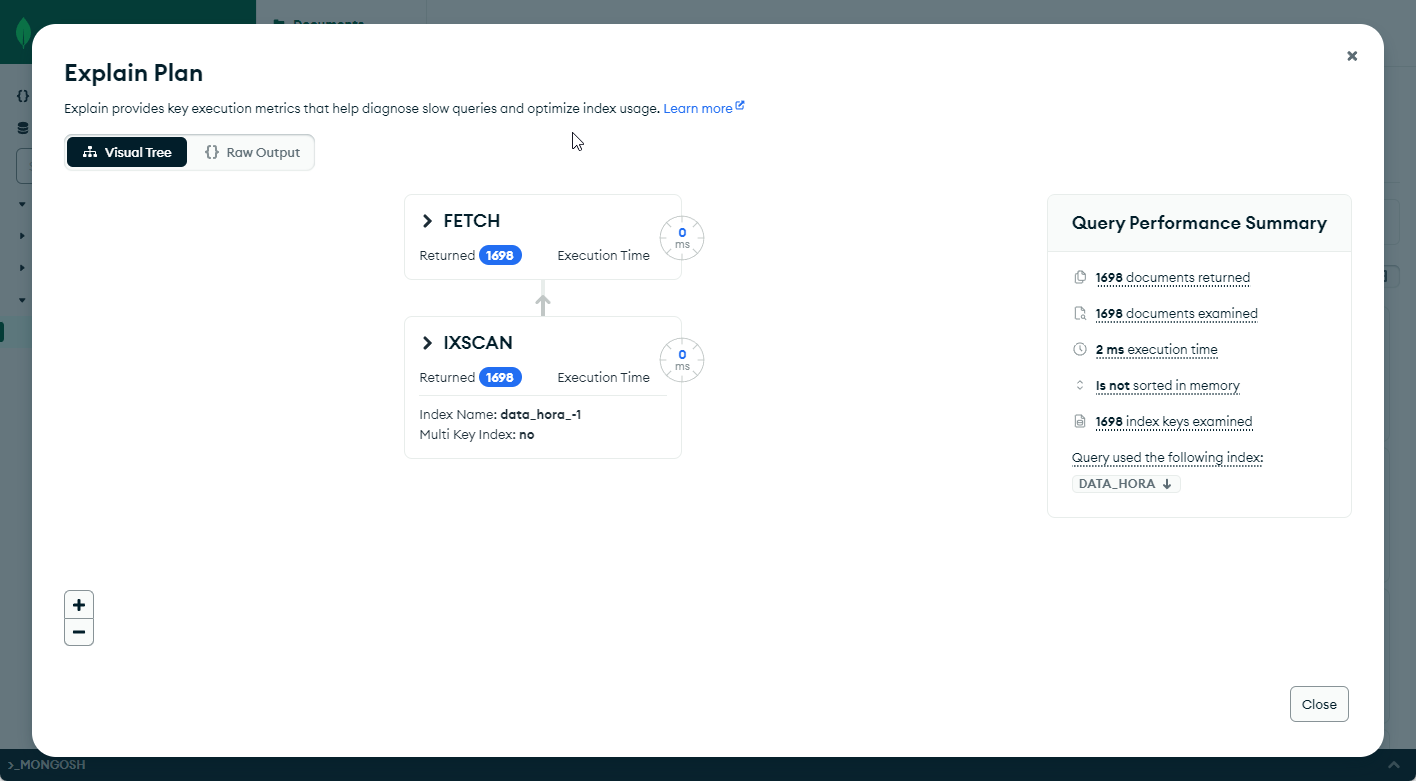 Documents
Explain Plan
Explain provides key execution metrics that help diagnose slow queries and optimize index usage. Learn more
Visual Tree
{} Raw Output
FETCH
Returned 1698 Execution Time 0 ms
IXSCAN
Returned 1698 Execution Time 0 ms
Index Name: data_hora_-1
Multi Key Index: no
Query Performance Summary
1698 documents returned
1698 documents examined
2 ms execution time
Is not sorted in memory
1698 index keys examined
Query used the following index:
DATA_HORA ↓
+
−
Close
>_MONGOSH